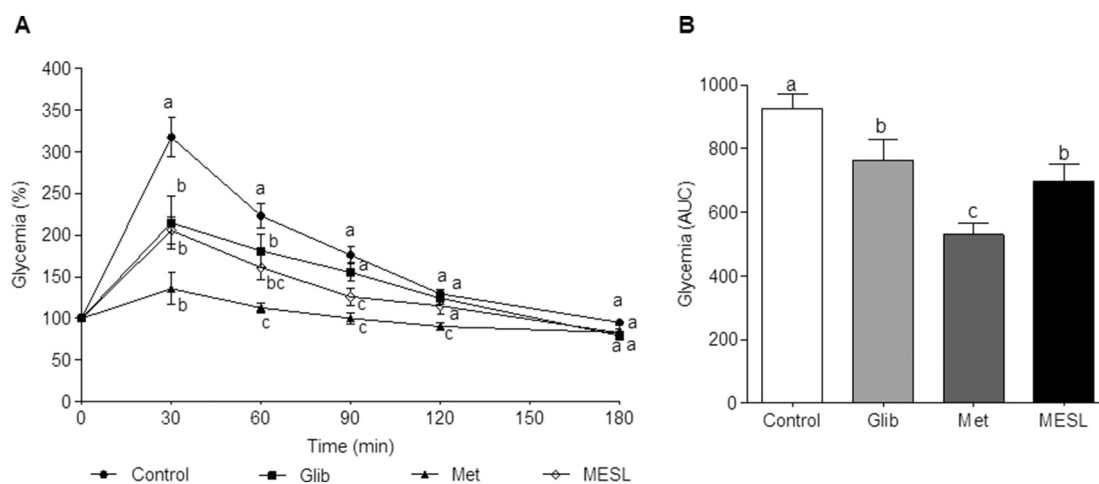 A
400
350
300
250
200
150
100
50
0
Glycemia (%)
a
b
b
b
a
b
bc
c
a
a
c
c
a a
a
c
a
a
a a
0 30 60 90 120 150 180
Time (min)
Control Glib Met MESL
B
1000
800
600
400
200
0
Glycemia (AUC)
a
b
c
b
Control Glib Met MESL